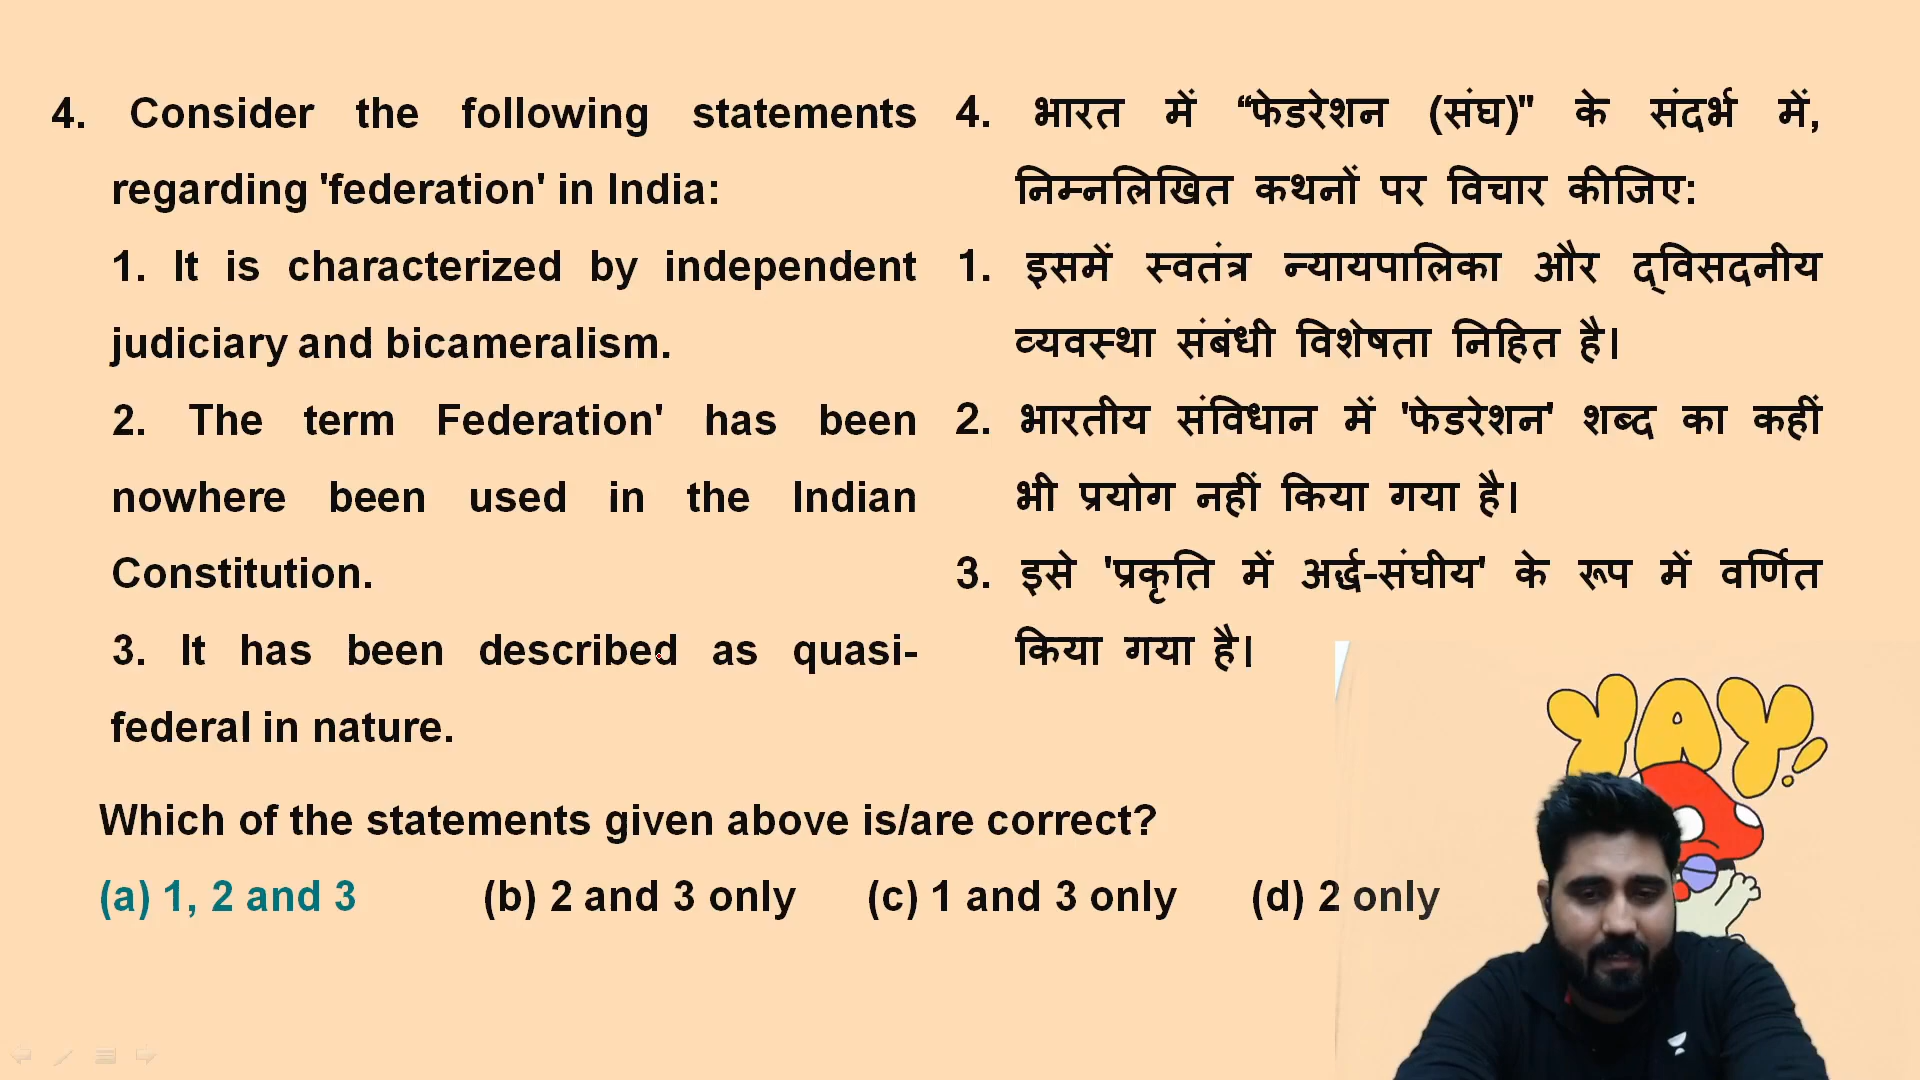 4. Consider the following statements
regarding 'federation' in India:
1. It is characterized by independent
judiciary and bicameralism.
2. The term Federation' has been
nowhere been used in the Indian
Constitution.
3. It has been described as quasi-
federal in nature.
4. भारत में “फेडरेशन (संघ)" के संदर्भ में,
निम्नलिखित कथनों पर विचार कीजिए:
1. इसमें स्वतंत्र न्यायपालिका और द्विसदनीय
व्यवस्था संबंधी विशेषता निहित है।
2. भारतीय संविधान में 'फेडरेशन' शब्द का कहीं
भी प्रयोग नहीं किया गया है।
3. इसे 'प्रकृति में अर्द्ध-संघीय' के रूप में वर्णित
किया गया है।
Which of the statements given above is/are correct?
(a) 1, 2 and 3 (b) 2 and 3 only (c) 1 and 3 only (d) 2 only
YAY!